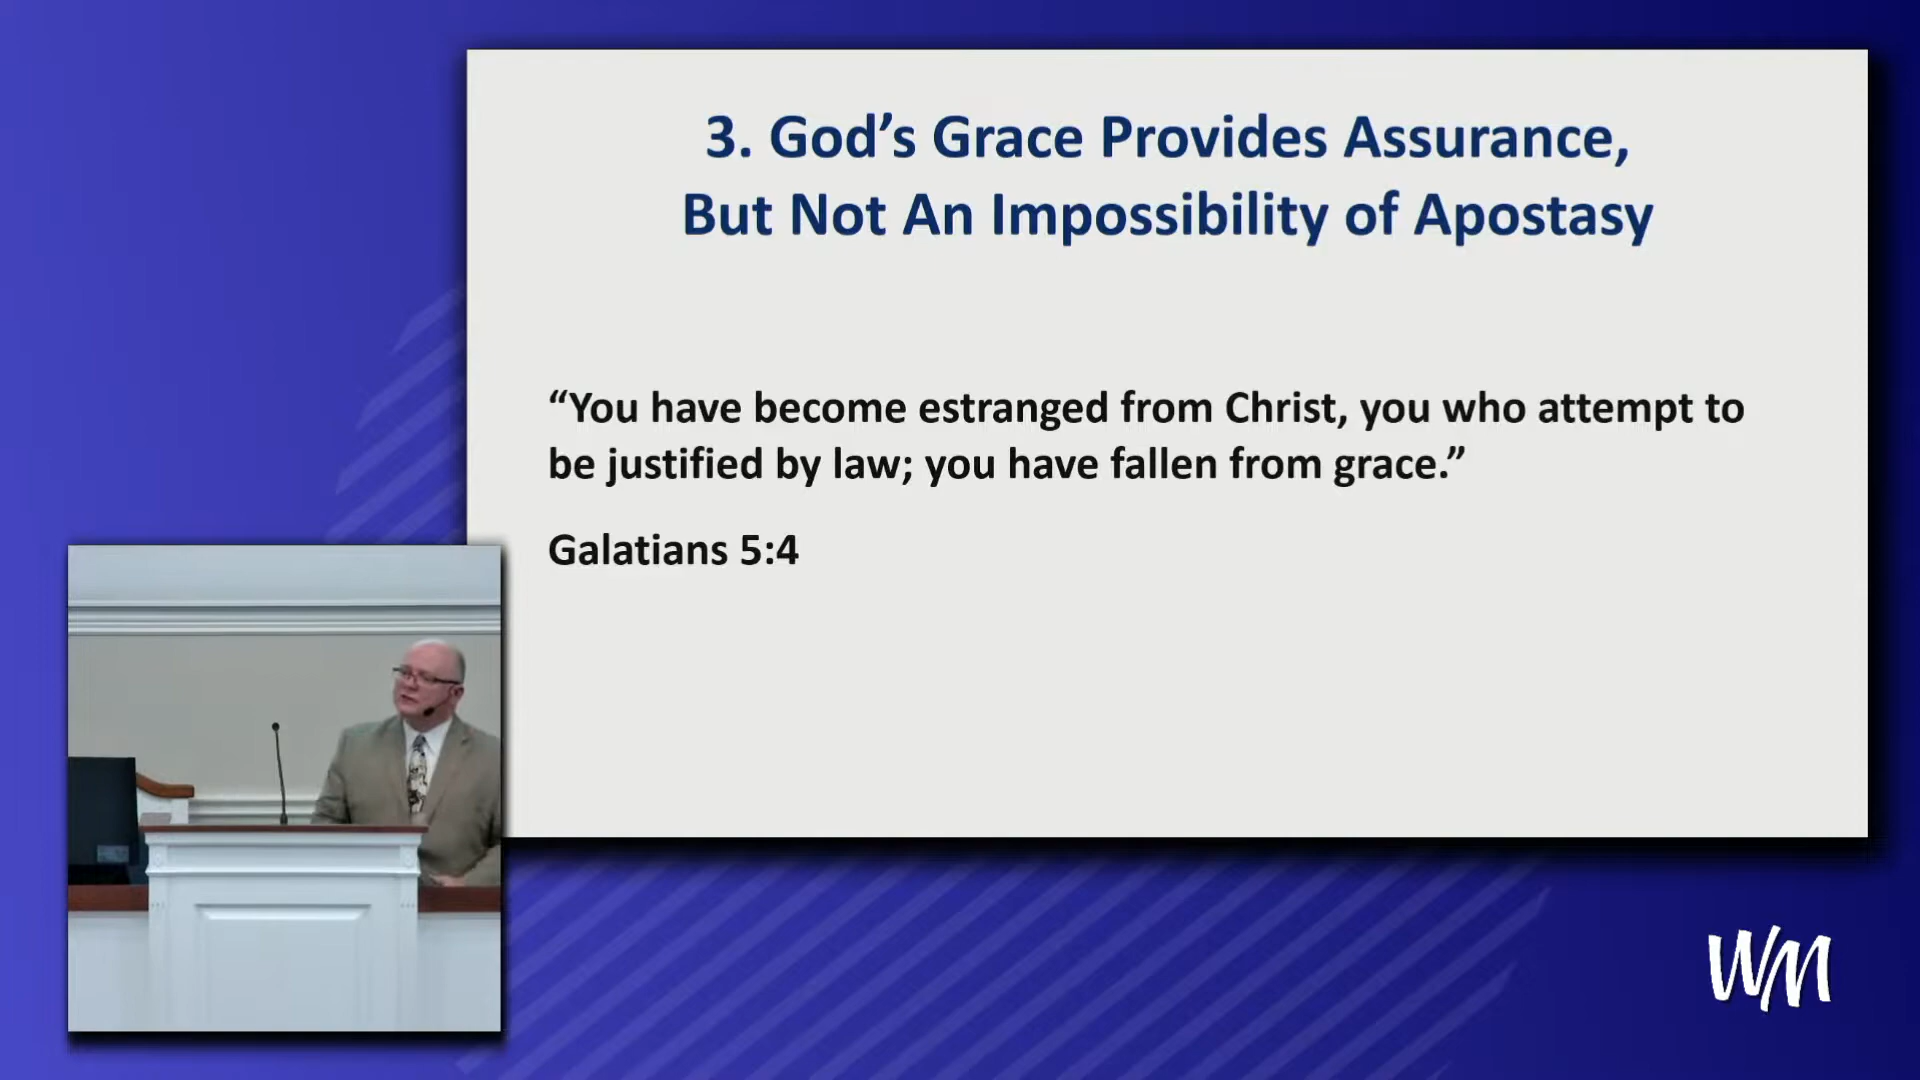 3. God’s Grace Provides Assurance,
But Not An Impossibility of Apostasy
“You have become estranged from Christ, you who attempt to
be justified by law; you have fallen from grace.”
Galatians 5:4
WM